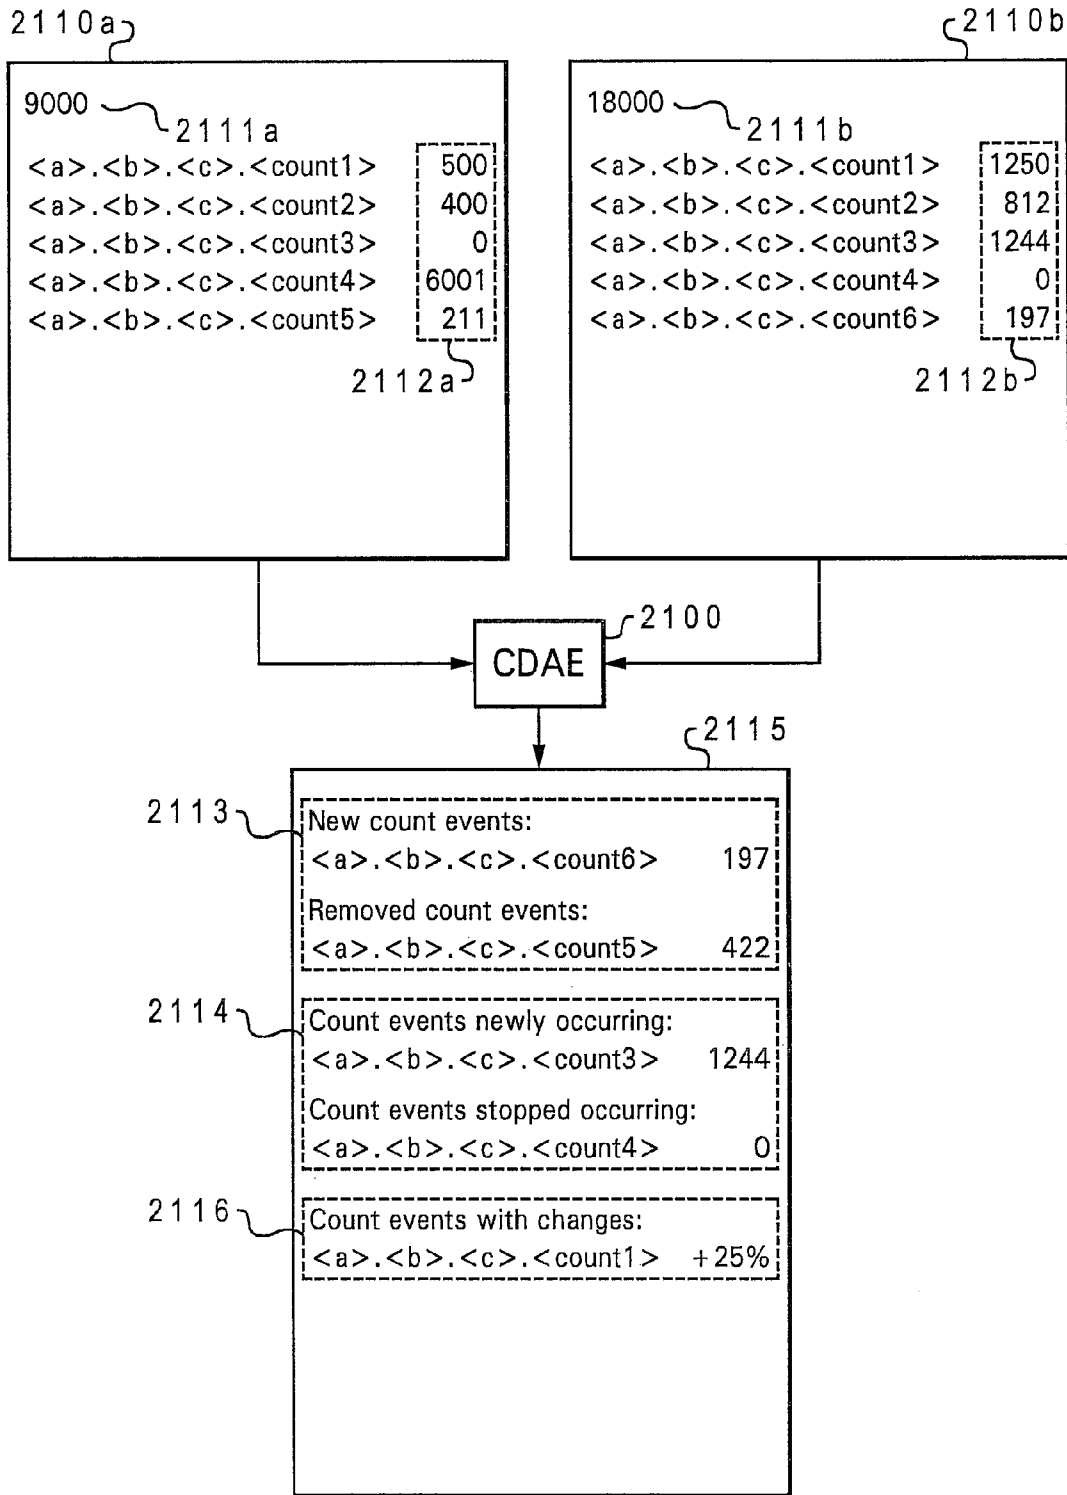 2110a
9000
2111a
<a>.<b>.<c>.<count1> 500
<a>.<b>.<c>.<count2> 400
<a>.<b>.<c>.<count3> 0
<a>.<b>.<c>.<count4> 6001
<a>.<b>.<c>.<count5> 211
2112a
2110b
18000
2111b
<a>.<b>.<c>.<count1> 1250
<a>.<b>.<c>.<count2> 812
<a>.<b>.<c>.<count3> 1244
<a>.<b>.<c>.<count4> 0
<a>.<b>.<c>.<count6> 197
2112b
2100
CDAE
2115
2113
New count events:
<a>.<b>.<c>.<count6> 197
Removed count events:
<a>.<b>.<c>.<count5> 422
2114
Count events newly occurring:
<a>.<b>.<c>.<count3> 1244
Count events stopped occurring:
<a>.<b>.<c>.<count4> 0
2116
Count events with changes:
<a>.<b>.<c>.<count1> +25%